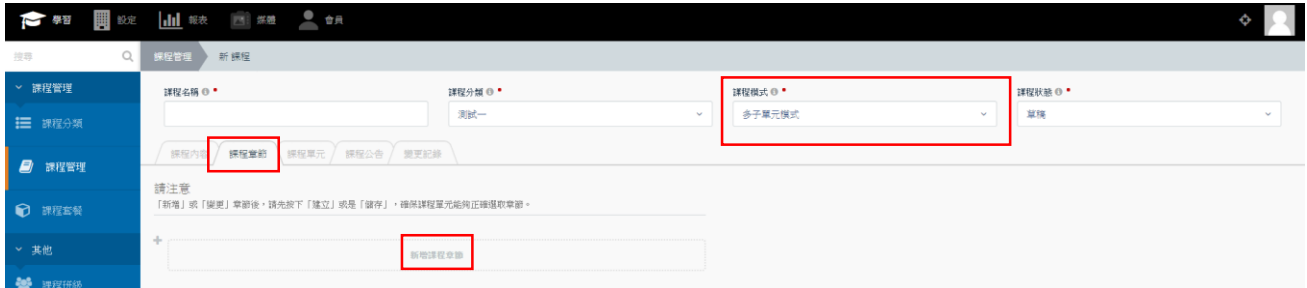 學習 設定 報表 媒體 會員
搜尋 課程管理 新 課程
課程管理
課程分類
課程管理
課程套餐
其他
課程班級
課程名稱 課程分類 課程模式 課程狀態
測試一 多子單元模式 草稿
課程內容 課程章節 課程單元 課程公告 變更記錄
請注意
「新增」或「變更」章節後，請先按下「建立」或是「儲存」，確保課程單元能夠正確選取章節。
新增課程章節